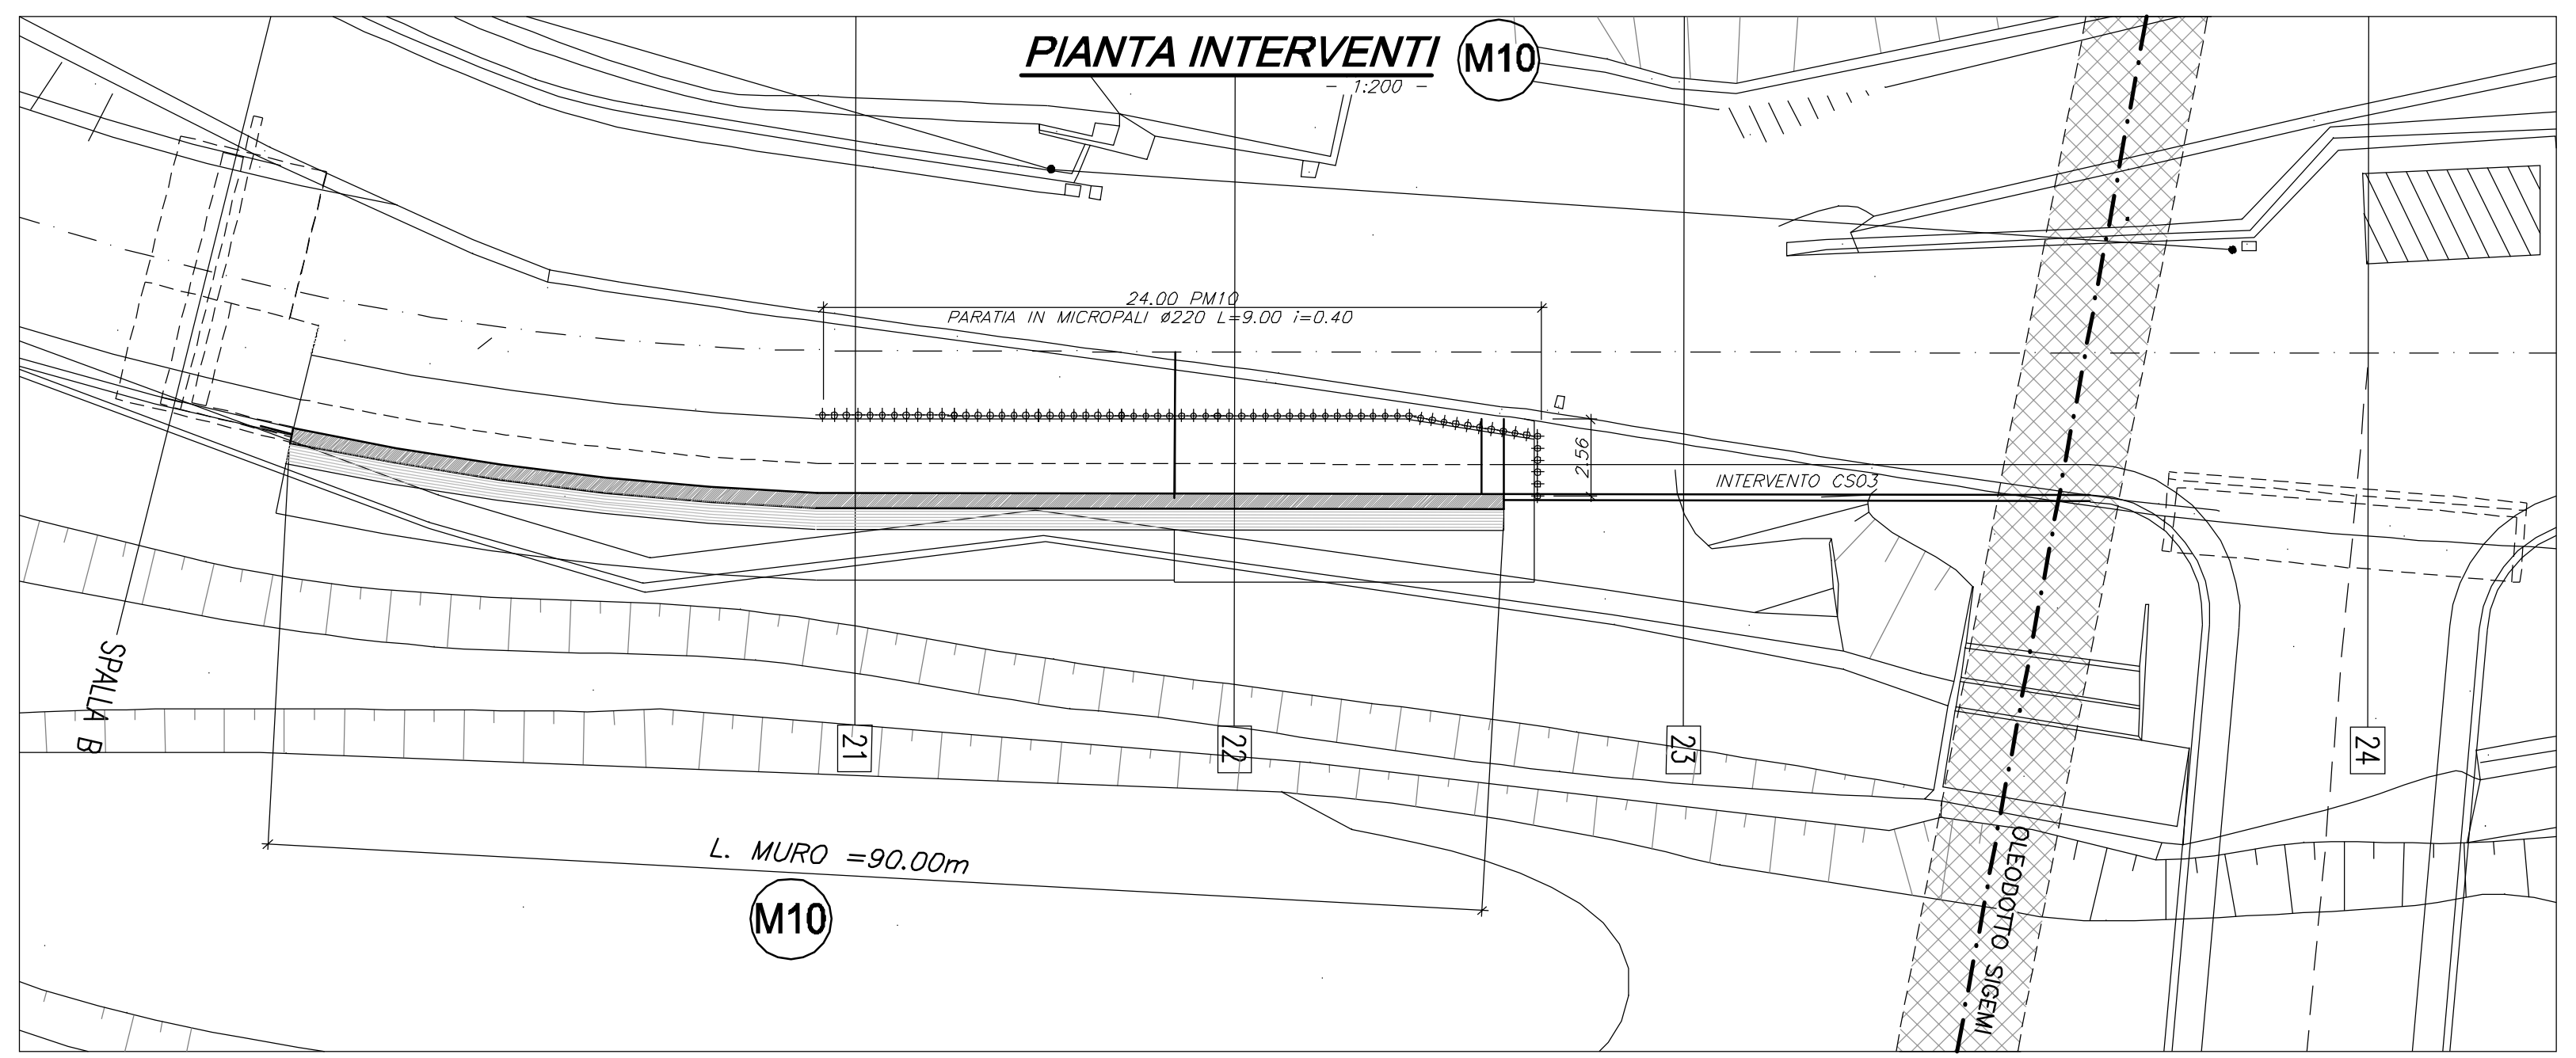 PIANTA INTERVENTI M10
- 1:200 -
24.00 PM10
PARATIA IN MICROPALI ø220 L=9.00 i=0.40
2.56
INTERVENTO CS03
SPALLA B
21
22
23
24
L. MURO =90.00m
M10
OLEODOTTO SIGEMI